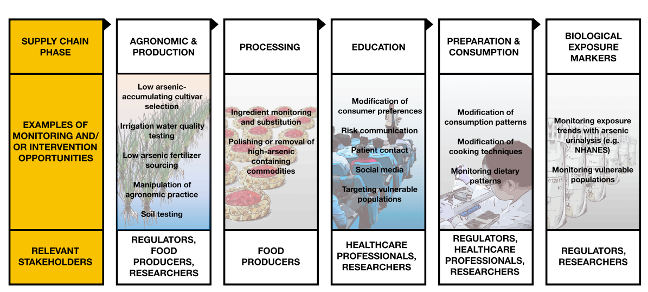 SUPPLY CHAIN
PHASE
AGRONOMIC &
PRODUCTION
PROCESSING
EDUCATION
PREPARATION &
CONSUMPTION
BIOLOGICAL
EXPOSURE
MARKERS
EXAMPLES OF
MONITORING AND/
OR INTERVENTION
OPPORTUNITIES
Low arsenic-
accumulating cultivar
selection
Irrigation water quality
testing
Low arsenic fertilizer
sourcing
Manipulation of
agronomic practice
Soil testing
Ingredient monitoring
and substitution
Polishing or removal of
high-arsenic
containing
commodities
Modification of
consumer preferences
Risk communication
Patient contact
Social media
Targeting vulnerable
populations
Modification of
consumption patterns
Modification of
cooking techniques
Monitoring dietary
patterns
Monitoring exposure
trends with arsenic
urinalysis (e.g.
NHANES)
Monitoring vulnerable
populations
RELEVANT
STAKEHOLDERS
REGULATORS,
FOOD
PRODUCERS,
RESEARCHERS
FOOD
PRODUCERS
HEALTHCARE
PROFESSIONALS,
RESEARCHERS
REGULATORS,
HEALTHCARE
PROFESSIONALS,
RESEARCHERS
REGULATORS,
RESEARCHERS